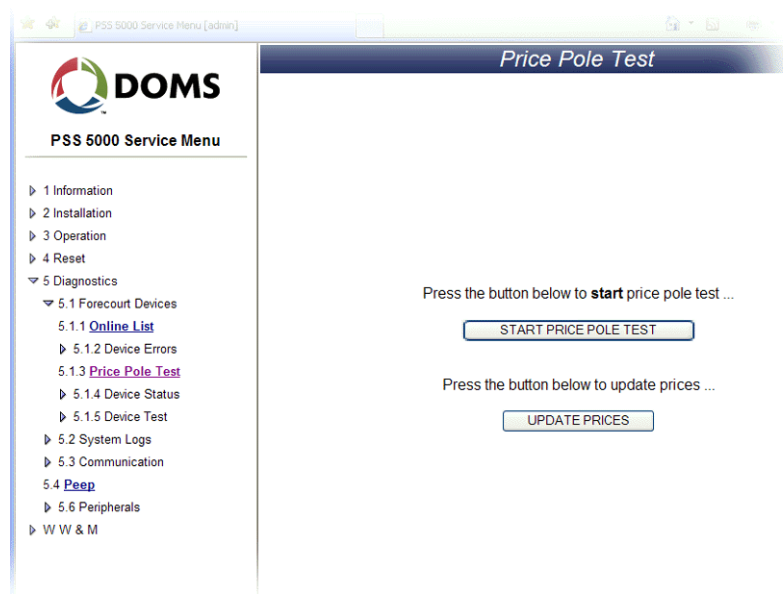 PSS 5000 Service Menu [admin]
DOMS
PSS 5000 Service Menu
1 Information
2 Installation
3 Operation
4 Reset
5 Diagnostics
5.1 Forecourt Devices
5.1.1 Online List
5.1.2 Device Errors
5.1.3 Price Pole Test
5.1.4 Device Status
5.1.5 Device Test
5.2 System Logs
5.3 Communication
5.4 Peep
5.6 Peripherals
W W & M
Price Pole Test
Press the button below to start price pole test ...
START PRICE POLE TEST
Press the button below to update prices ...
UPDATE PRICES